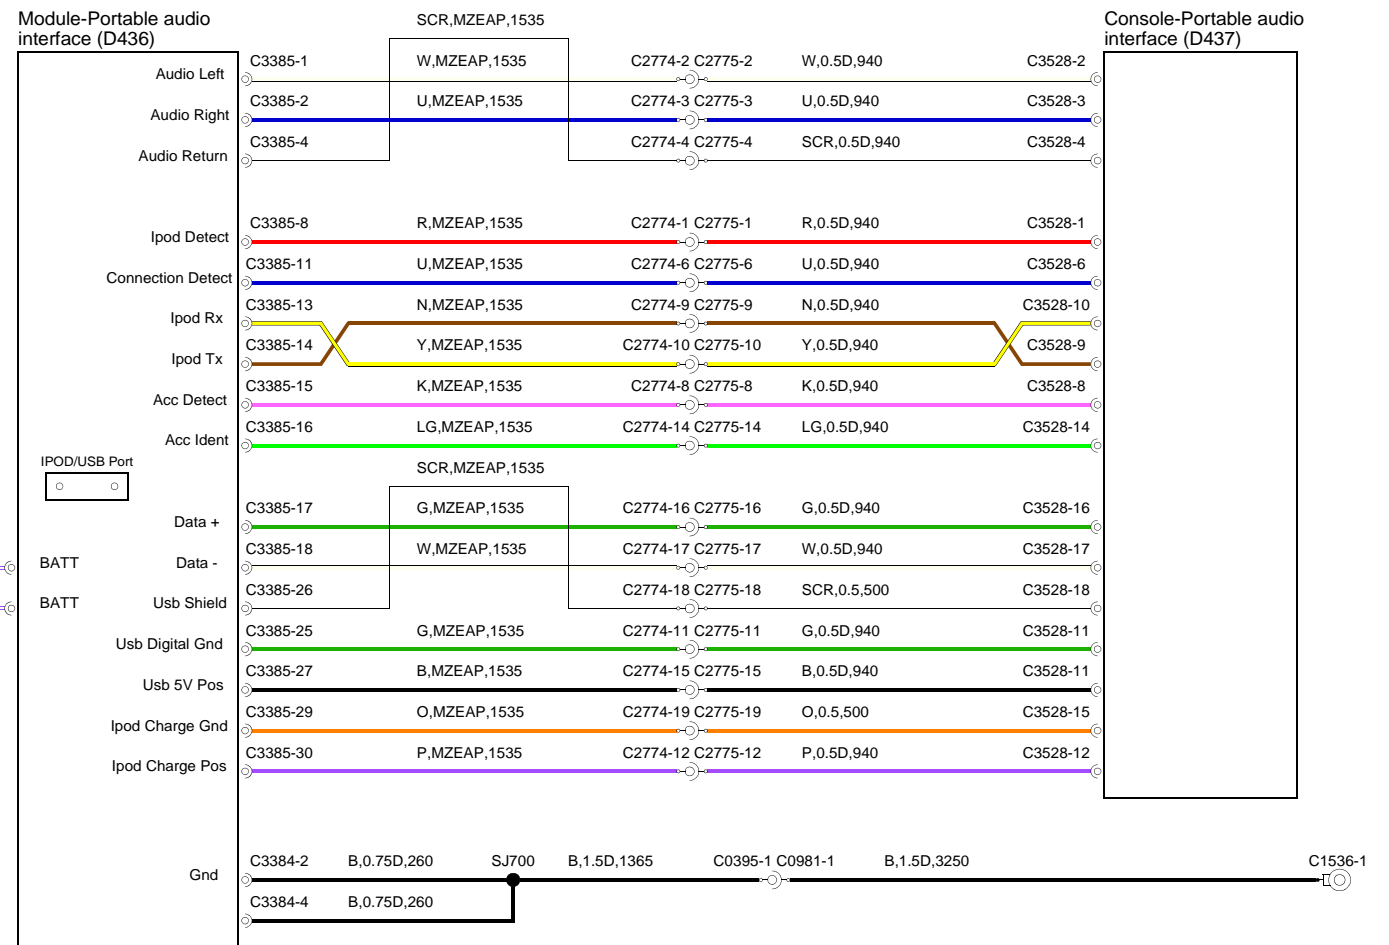 Module-Portable audio
interface (D436)
SCR,MZEAP,1535
Console-Portable audio
interface (D437)
Audio Left C3385-1 W,MZEAP,1535 C2774-2 C2775-2 W,0.5D,940 C3528-2
Audio Right C3385-2 U,MZEAP,1535 C2774-3 C2775-3 U,0.5D,940 C3528-3
Audio Return C3385-4 C2774-4 C2775-4 SCR,0.5D,940 C3528-4
Ipod Detect C3385-8 R,MZEAP,1535 C2774-1 C2775-1 R,0.5D,940 C3528-1
Connection Detect C3385-11 U,MZEAP,1535 C2774-6 C2775-6 U,0.5D,940 C3528-6
Ipod Rx C3385-13 N,MZEAP,1535 C2774-9 C2775-9 N,0.5D,940 C3528-10
Ipod Tx C3385-14 Y,MZEAP,1535 C2774-10 C2775-10 Y,0.5D,940 C3528-9
Acc Detect C3385-15 K,MZEAP,1535 C2774-8 C2775-8 K,0.5D,940 C3528-8
Acc Ident C3385-16 LG,MZEAP,1535 C2774-14 C2775-14 LG,0.5D,940 C3528-14
IPOD/USB Port
SCR,MZEAP,1535
Data + C3385-17 G,MZEAP,1535 C2774-16 C2775-16 G,0.5D,940 C3528-16
BATT Data - C3385-18 W,MZEAP,1535 C2774-17 C2775-17 W,0.5D,940 C3528-17
BATT Usb Shield C3385-26 C2774-18 C2775-18 SCR,0.5,500 C3528-18
Usb Digital Gnd C3385-25 G,MZEAP,1535 C2774-11 C2775-11 G,0.5D,940 C3528-11
Usb 5V Pos C3385-27 B,MZEAP,1535 C2774-15 C2775-15 B,0.5D,940 C3528-11
Ipod Charge Gnd C3385-29 O,MZEAP,1535 C2774-19 C2775-19 O,0.5,500 C3528-15
Ipod Charge Pos C3385-30 P,MZEAP,1535 C2774-12 C2775-12 P,0.5D,940 C3528-12
Gnd C3384-2 B,0.75D,260 SJ700 B,1.5D,1365 C0395-1 C0981-1 B,1.5D,3250 C1536-1
C3384-4 B,0.75D,260